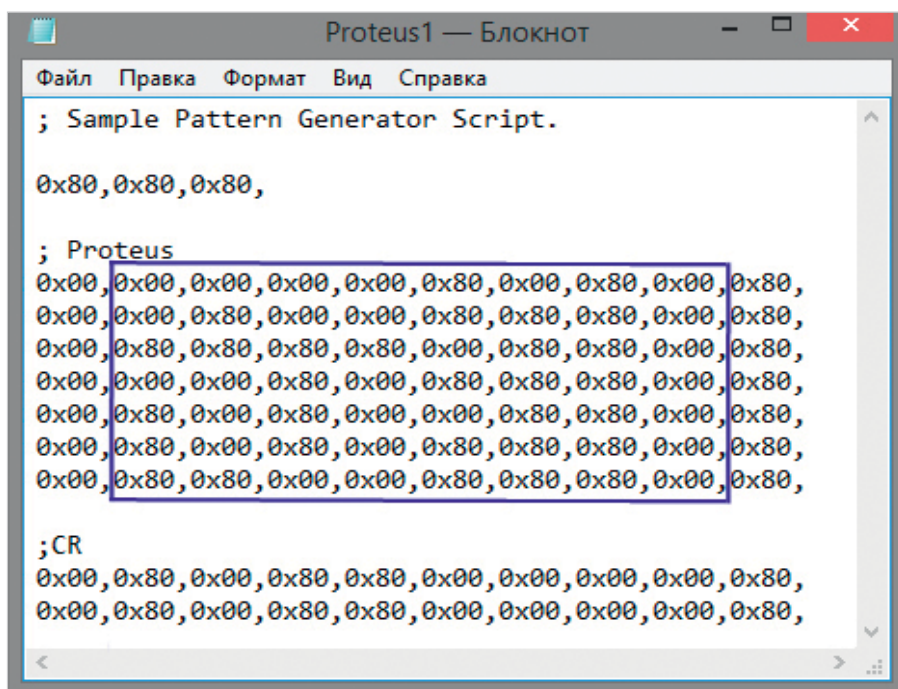 Proteus1 — Блокнот
Файл Правка Формат Вид Справка
; Sample Pattern Generator Script.
0x80,0x80,0x80,
; Proteus
0x00,0x00,0x00,0x00,0x00,0x80,0x00,0x80,0x00,0x80,
0x00,0x00,0x80,0x00,0x00,0x80,0x80,0x80,0x00,0x80,
0x00,0x80,0x80,0x80,0x80,0x00,0x80,0x80,0x00,0x80,
0x00,0x00,0x00,0x80,0x00,0x80,0x80,0x80,0x00,0x80,
0x00,0x80,0x00,0x80,0x00,0x00,0x80,0x80,0x00,0x80,
0x00,0x80,0x00,0x80,0x00,0x80,0x80,0x80,0x00,0x80,
0x00,0x80,0x80,0x00,0x00,0x80,0x80,0x80,0x00,0x80,
;CR
0x00,0x80,0x00,0x80,0x80,0x00,0x00,0x00,0x00,0x80,
0x00,0x80,0x00,0x80,0x80,0x00,0x00,0x00,0x00,0x80,